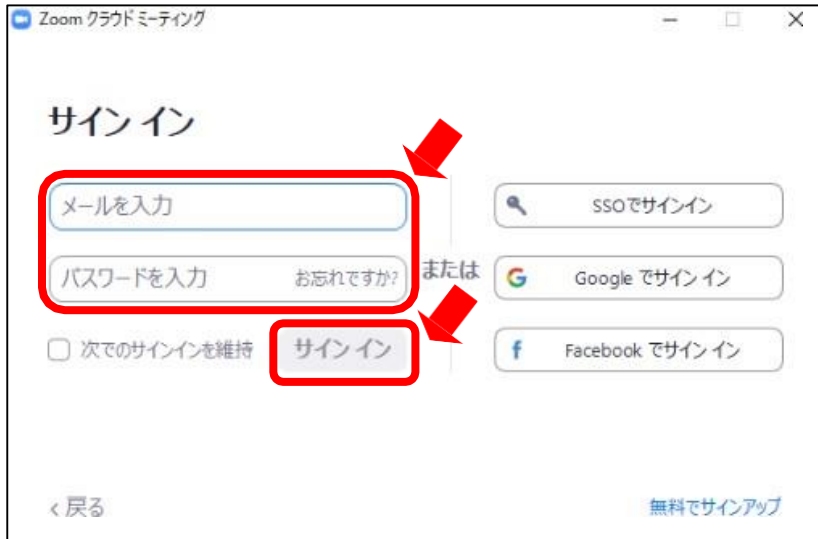 Zoom クラウド ミーティング
サイン イン
メールを入力
パスワードを入力 お忘れですか?
次でのサインインを維持 サイン イン
または
SSOでサインイン
Google でサイン イン
Facebook でサイン イン
<戻る
無料でサインアップ